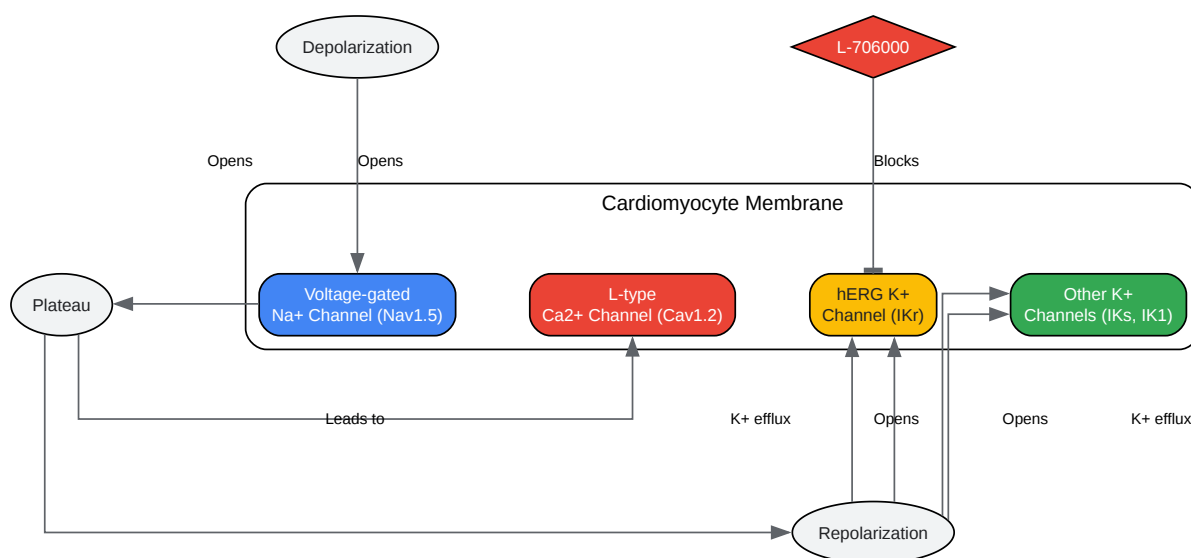 Depolarization
L-706000
Opens
Opens
Blocks
Cardiomyocyte Membrane
Plateau
Voltage-gated
Na+ Channel (Nav1.5)
L-type
Ca2+ Channel (Cav1.2)
hERG K+
Channel (IKr)
Other K+
Channels (IKs, IK1)
Leads to
K+ efflux
Opens
Opens
K+ efflux
Repolarization